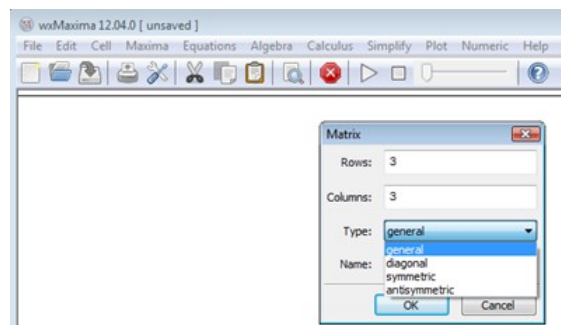 wxMaxima 12.04.0 [ unsaved ]
File Edit Cell Maxima Equations Algebra Calculus Simplify Plot Numeric Help
Matrix
Rows: 3
Columns: 3
Type: general
general
diagonal
Name:
symmetric
antisymmetric
OK Cancel